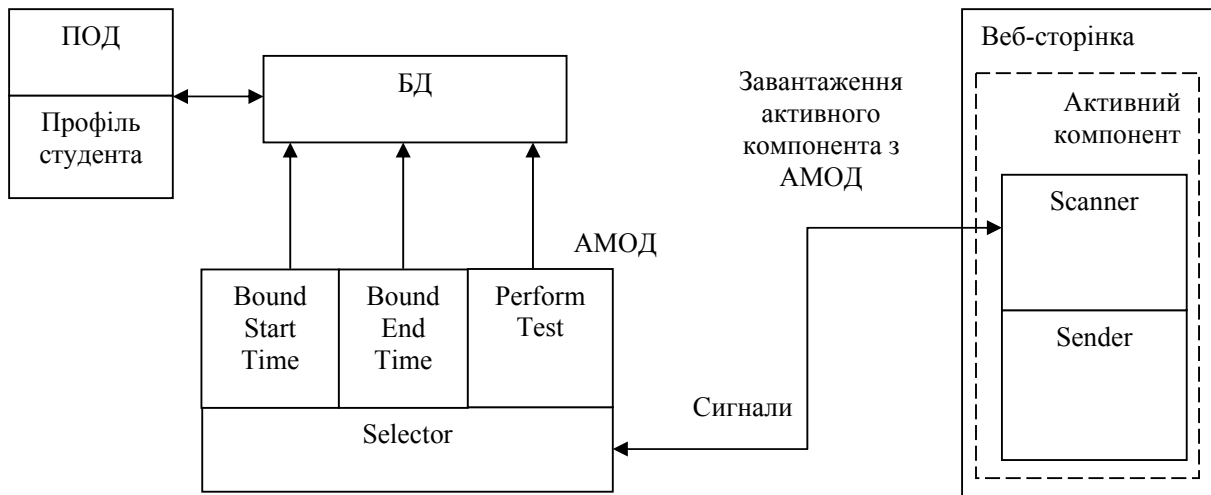 ПОД
Профіль
студента
БД
Завантаження
активного
компонента з
АМОД
Веб-сторінка
Активний
компонент
Scanner
Sender
АМОД
Bound
Start
Time
Bound
End
Time
Perform
Test
Selector
Сигнали